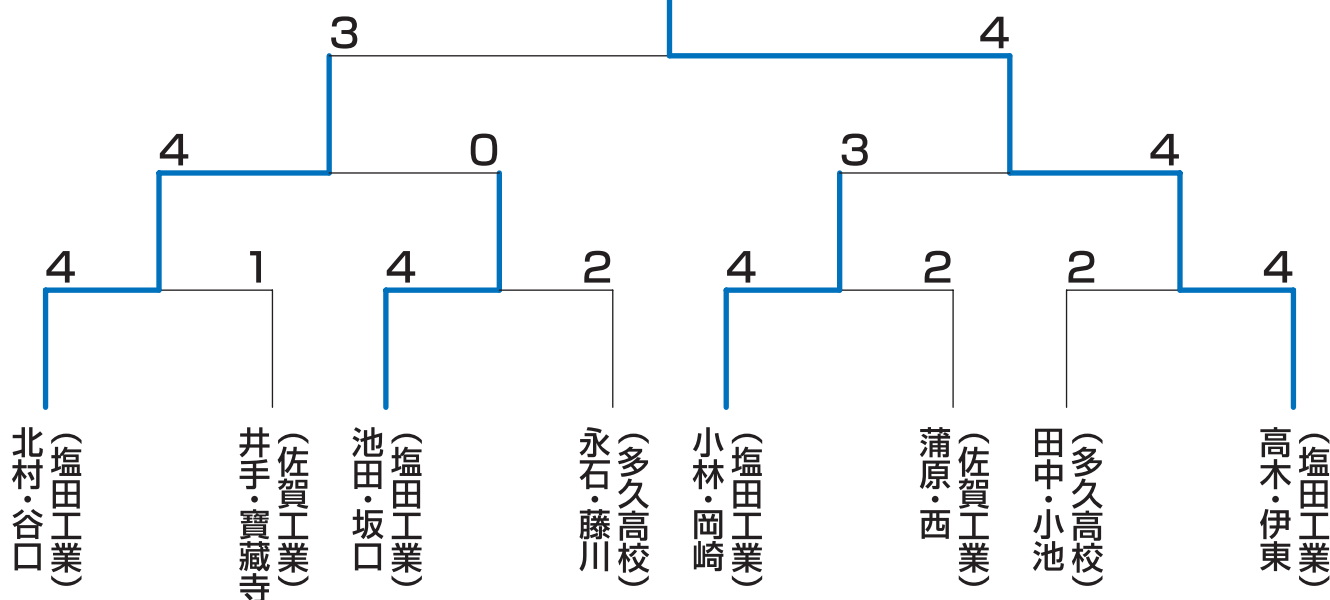 3
4
4
0
3
4
4
1
4
2
4
2
2
4
北村・谷口
(塩田工業)
井手・寶藏寺
(佐賀工業)
池田・坂口
(塩田工業)
永石・藤川
(多久高校)
小林・岡崎
(塩田工業)
蒲原・西
(佐賀工業)
田中・小池
(多久高校)
高木・伊東
(塩田工業)